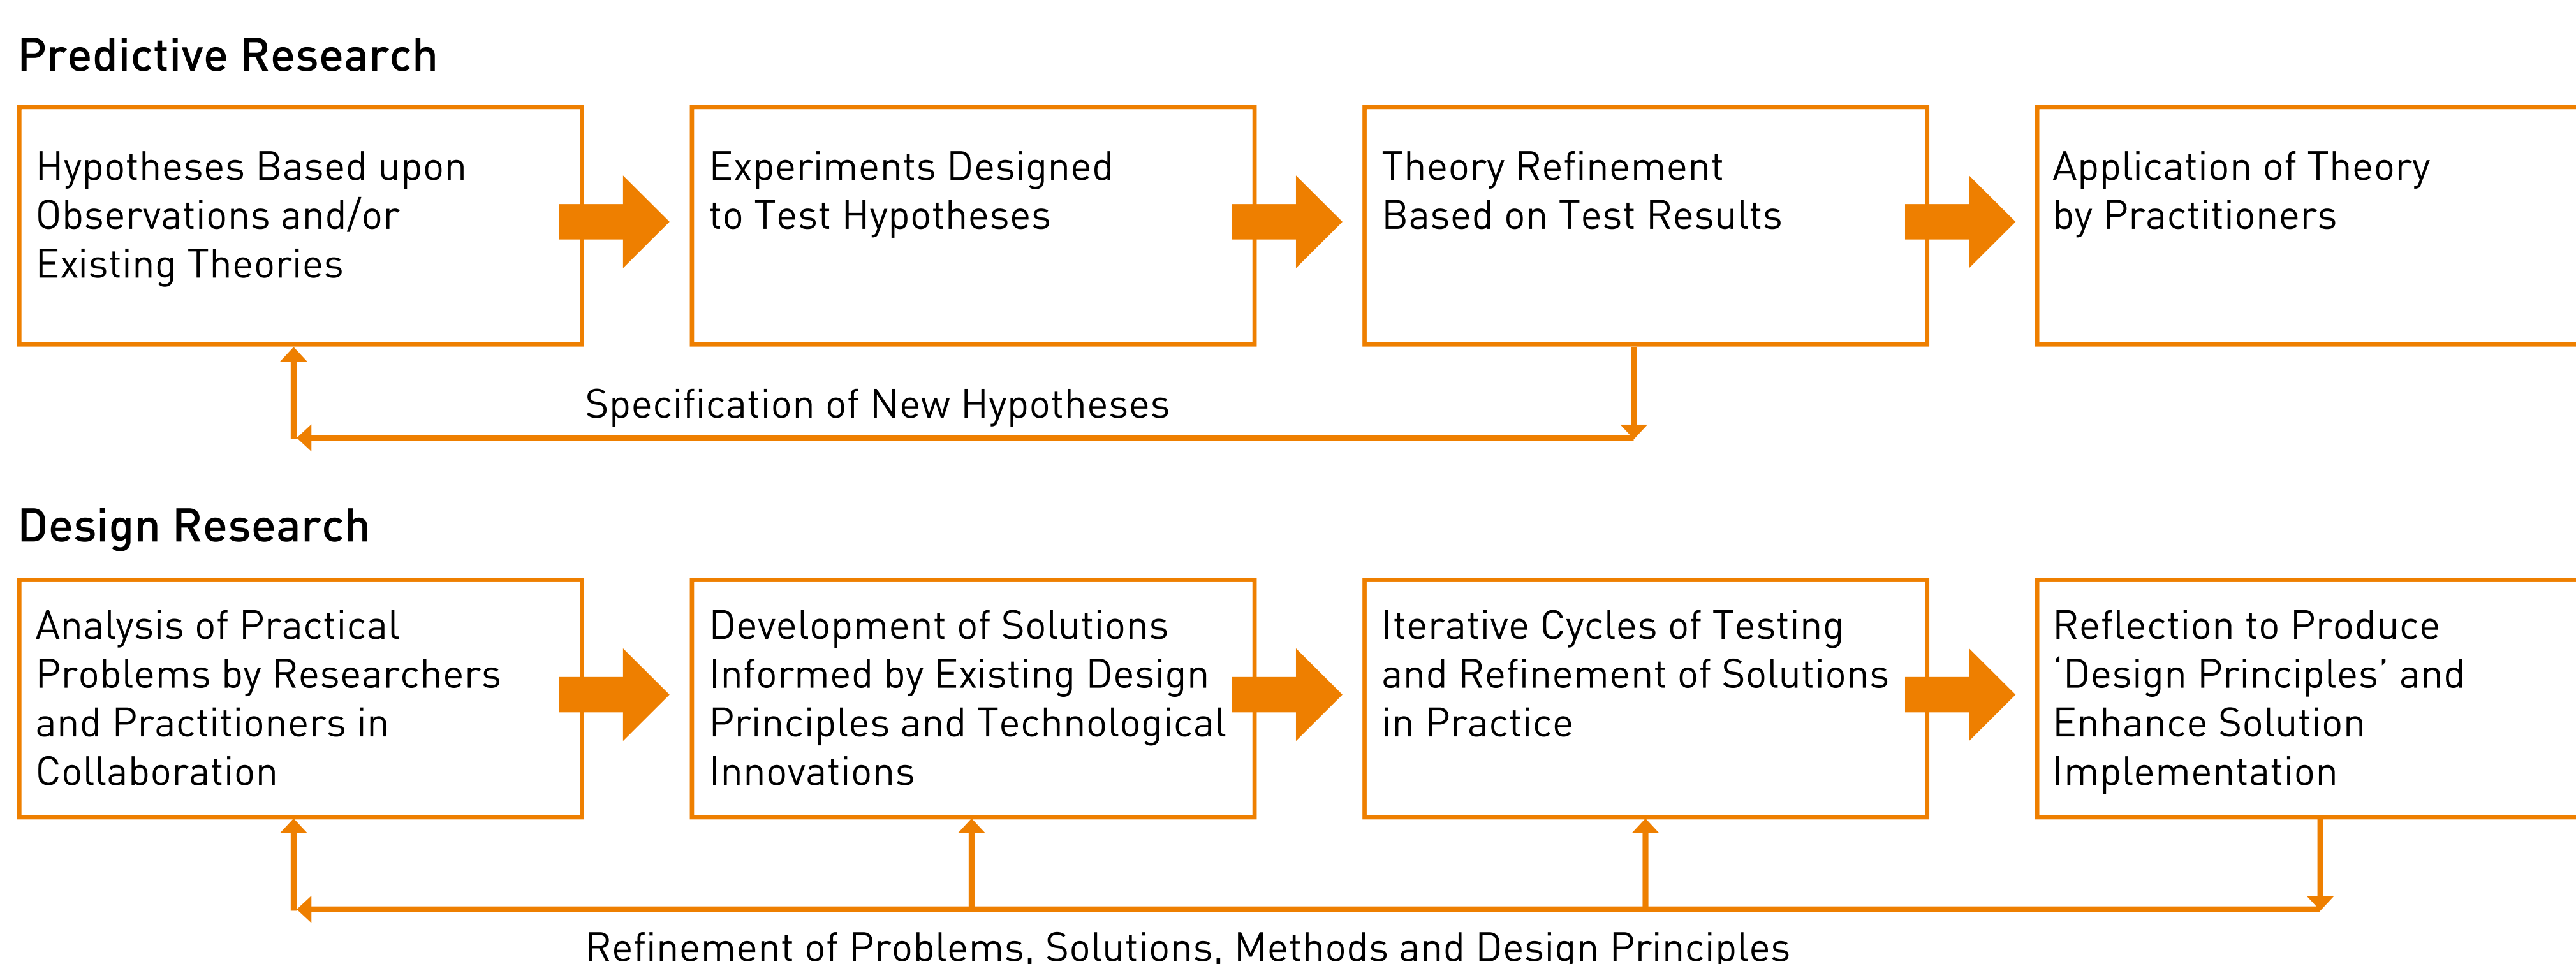 Predictive Research
Hypotheses Based upon
Observations and/or
Existing Theories
Experiments Designed
to Test Hypotheses
Theory Refinement
Based on Test Results
Application of Theory
by Practitioners
Specification of New Hypotheses
Design Research
Analysis of Practical
Problems by Researchers
and Practitioners in
Collaboration
Development of Solutions
Informed by Existing Design
Principles and Technological
Innovations
Iterative Cycles of Testing
and Refinement of Solutions
in Practice
Reflection to Produce
‘Design Principles’ and
Enhance Solution
Implementation
Refinement of Problems, Solutions, Methods and Design Principles